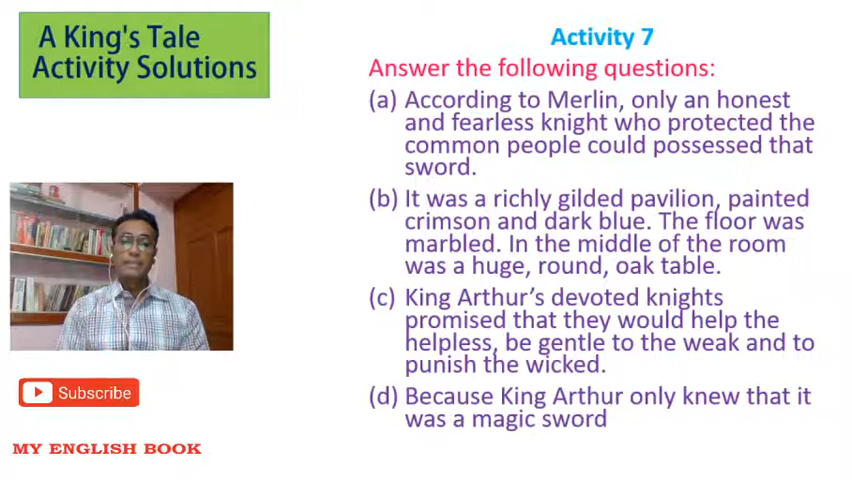 A King's Tale
Activity Solutions
Activity 7
Answer the following questions:
(a) According to Merlin, only an honest
and fearless knight who protected the
common people could possessed that
sword.
(b) It was a richly gilded pavilion, painted
crimson and dark blue. The floor was
marbled. In the middle of the room
was a huge, round, oak table.
(c) King Arthur’s devoted knights
promised that they would help the
helpless, be gentle to the weak and to
punish the wicked.
(d) Because King Arthur only knew that it
was a magic sword
Subscribe
MY ENGLISH BOOK